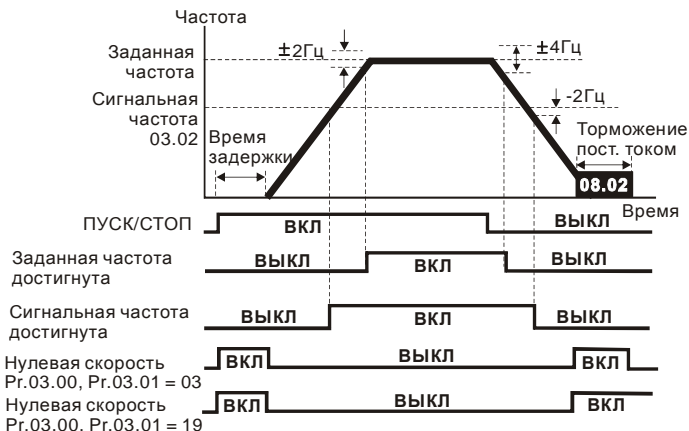 Частота
Заданная
частота
±2Гц
±4Гц
Сигнальная
частота
03.02
-2Гц
Время
задержки
Торможение
пост. током
08.02
Время
ПУСК/СТОП
ВКЛ
ВЫКЛ
Заданная частота
достигнута
ВЫКЛ
ВКЛ
ВЫКЛ
Сигнальная частота
достигнута
ВЫКЛ
ВКЛ
ВЫКЛ
Нулевая скорость
Pr.03.00, Pr.03.01 = 03
ВКЛ
ВЫКЛ
ВКЛ
Нулевая скорость
Pr.03.00, Pr.03.01 = 19
ВКЛ
ВЫКЛ
ВКЛ